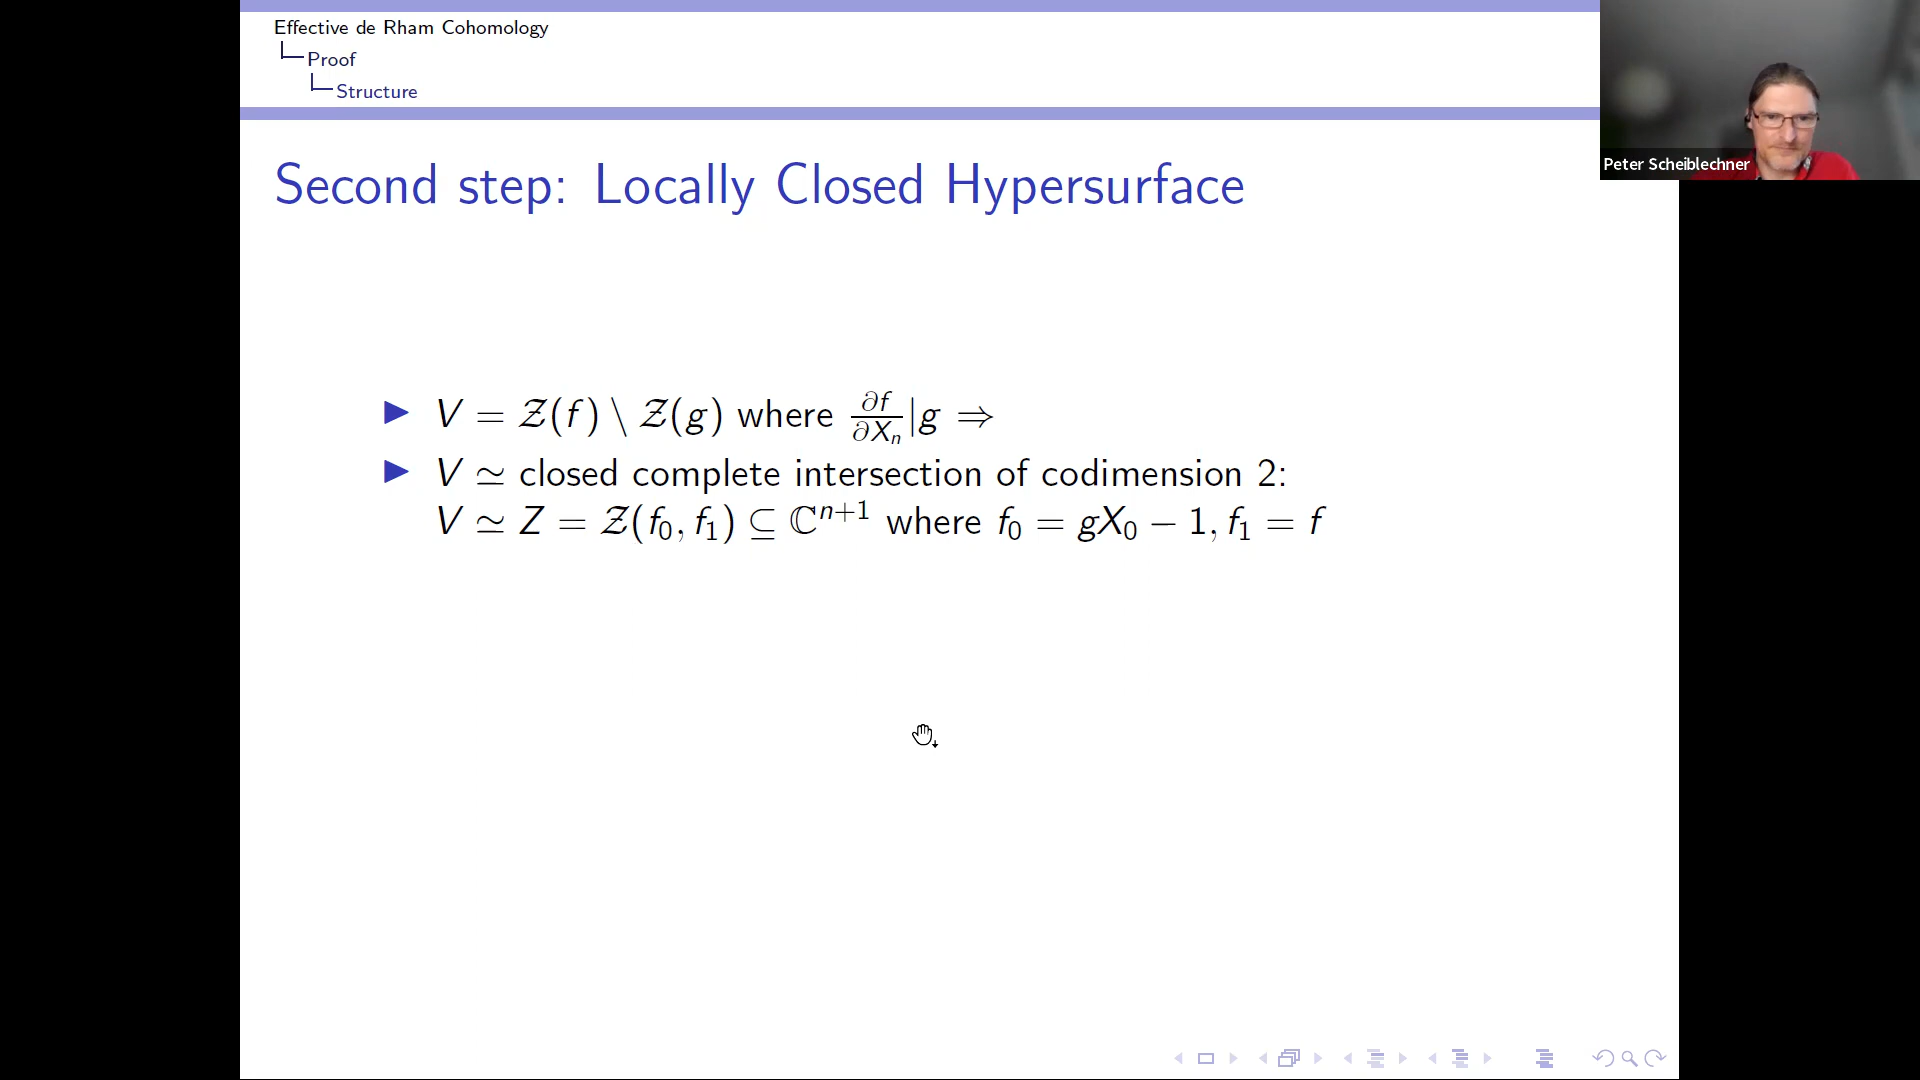 Effective de Rham Cohomology
Proof
Structure
Peter Scheiblechner
Second step: Locally Closed Hypersurface
▶ V = 𝒵(f) \ 𝒵(g) where ∂f/∂Xₙ|g ⇒
▶ V ≃ closed complete intersection of codimension 2:
V ≃ Z = 𝒵(f₀, f₁) ⊆ ℂⁿ⁺¹ where f₀ = gX₀ − 1, f₁ = f